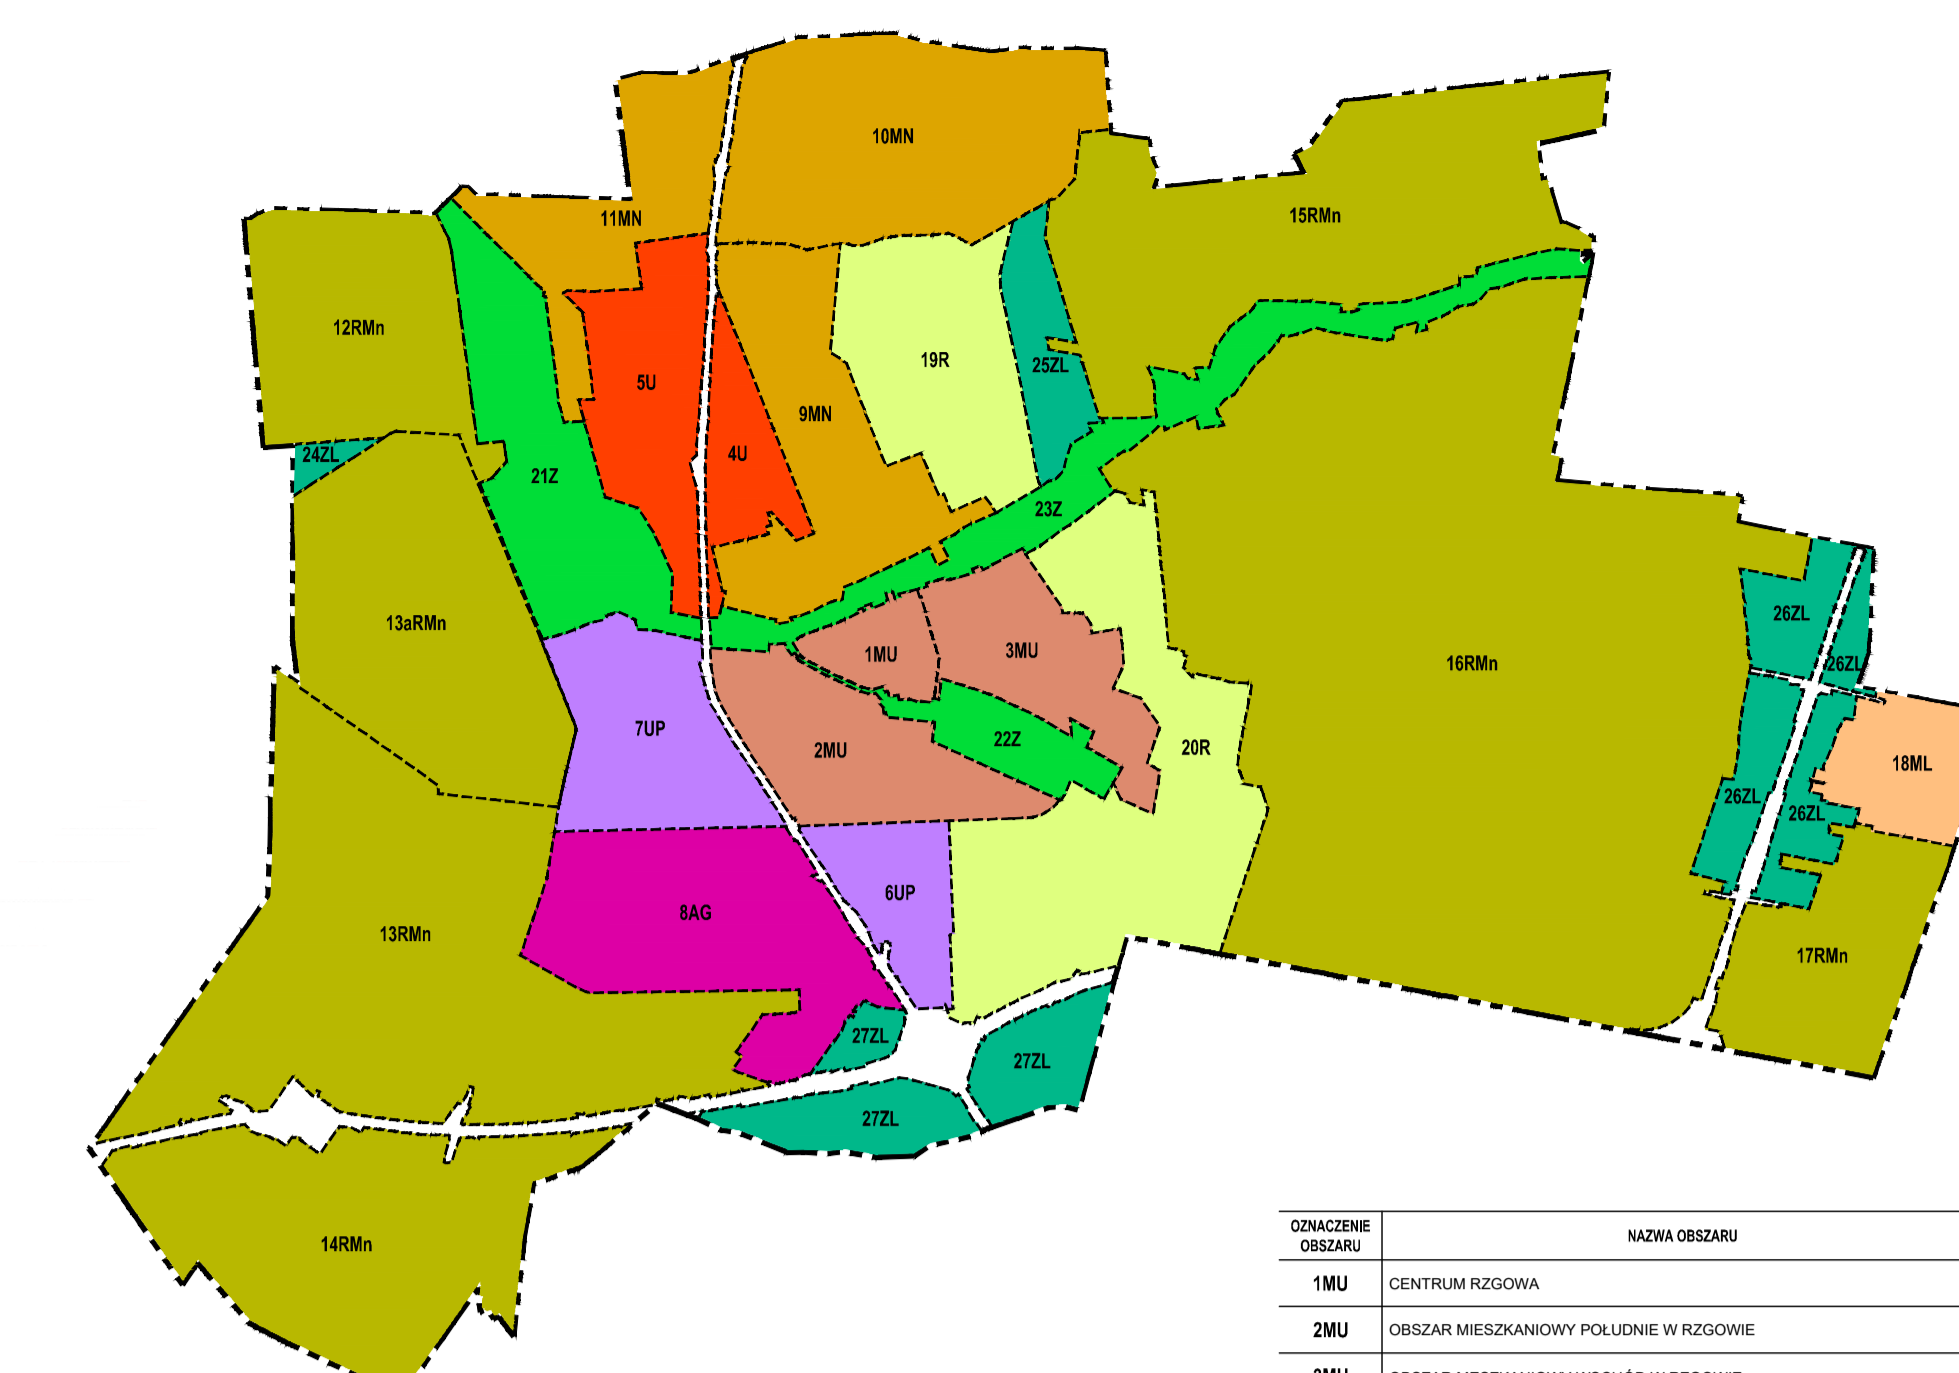 10MN
15RMn
11MN
12RMn
19R
25ZL
5U
9MN
4U
24ZL
21Z
23Z
13aRMn
26ZL
1MU
3MU
16RMn
26ZL
7UP
2MU
22Z
20R
18ML
26ZL
26ZL
6UP
8AG
13RMn
17RMn
27ZL
27ZL
27ZL
14RMn
OZNACZENIE
OBSZARU
NAZWA OBSZARU
1MU CENTRUM RZGOWA
2MU OBSZAR MIESZKANIOWY POŁUDNIE W RZGOWIE